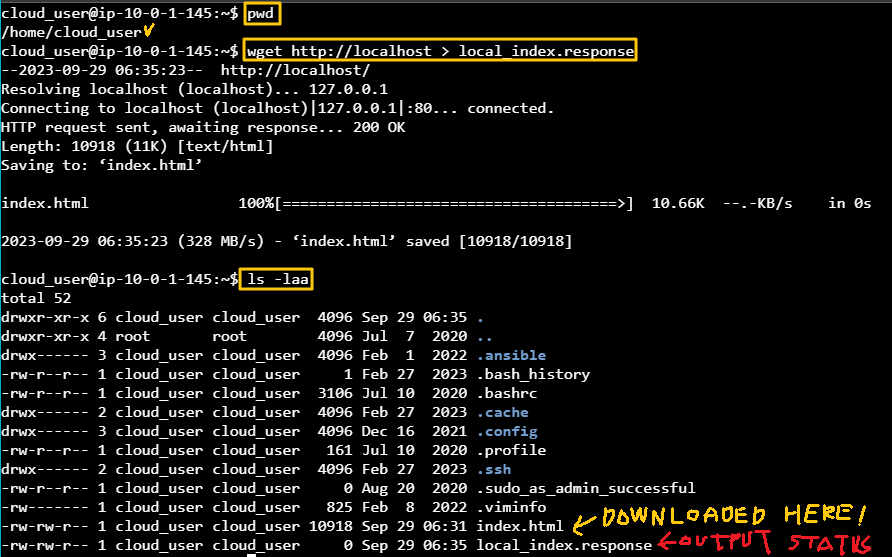 cloud_user@ip-10-0-1-145:~$ pwd
/home/cloud_user
cloud_user@ip-10-0-1-145:~$ wget http://localhost > local_index.response
--2023-09-29 06:35:23-- http://localhost/
Resolving localhost (localhost)... 127.0.0.1
Connecting to localhost (localhost)|127.0.0.1|:80... connected.
HTTP request sent, awaiting response... 200 OK
Length: 10918 (11K) [text/html]
Saving to: ‘index.html’
index.html 100%[======================================>] 10.66K --.-KB/s in 0s
2023-09-29 06:35:23 (328 MB/s) - ‘index.html’ saved [10918/10918]
cloud_user@ip-10-0-1-145:~$ ls -laa
total 52
drwxr-xr-x 6 cloud_user cloud_user 4096 Sep 29 06:35 .
drwxr-xr-x 4 root root 4096 Jul 7 2020 ..
drwx------ 3 cloud_user cloud_user 4096 Feb 1 2022 .ansible
-rw-r--r-- 1 cloud_user cloud_user 1 Feb 27 2023 .bash_history
-rw-r--r-- 1 cloud_user cloud_user 3106 Jul 10 2020 .bashrc
drwx------ 2 cloud_user cloud_user 4096 Feb 27 2023 .cache
drwx------ 3 cloud_user cloud_user 4096 Dec 16 2021 .config
-rw-r--r-- 1 cloud_user cloud_user 161 Jul 10 2020 .profile
drwx------ 2 cloud_user cloud_user 4096 Feb 27 2023 .ssh
-rw-r--r-- 1 cloud_user cloud_user 0 Aug 20 2020 .sudo_as_admin_successful
-rw------- 1 cloud_user cloud_user 825 Feb 8 2022 .viminfo
-rw-rw-r-- 1 cloud_user cloud_user 10918 Sep 29 06:31 index.html DOWNLOADED HERE!
-rw-rw-r-- 1 cloud_user cloud_user 0 Sep 29 06:35 local_index.response OUTPUT STATUS